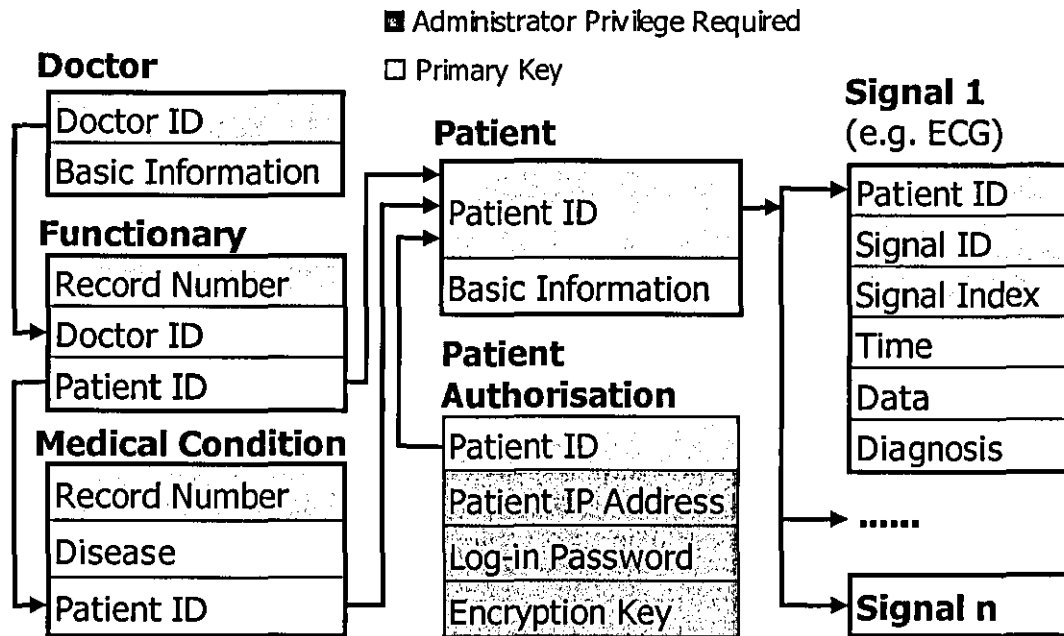 Administrator Privilege Required
Primary Key
Doctor
Doctor ID
Basic Information
Functionary
Record Number
Doctor ID
Patient ID
Medical Condition
Record Number
Disease
Patient ID
Patient
Patient ID
Basic Information
Patient
Authorisation
Patient ID
Patient IP Address
Log-in Password
Encryption Key
Signal 1
(e.g. ECG)
Patient ID
Signal ID
Signal Index
Time
Data
Diagnosis
......
Signal n